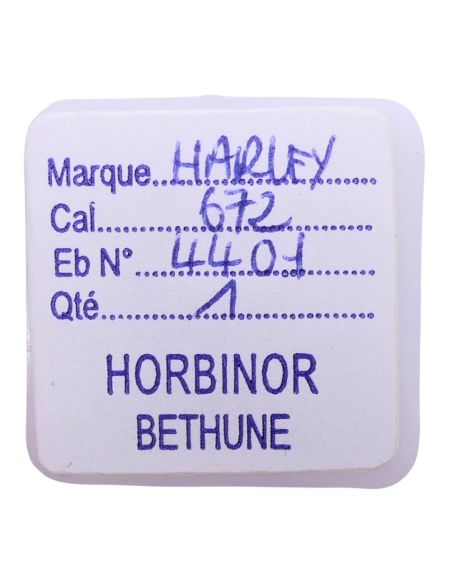 Marque...HARLEY
Cal...672
Eb N°...4401
Qté...1
HORBINOR
BETHUNE